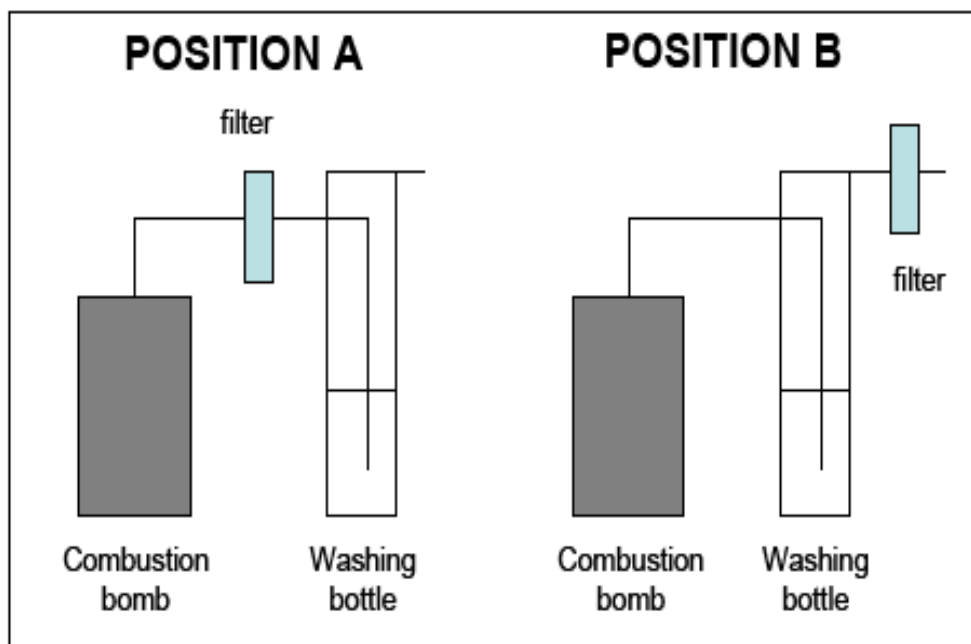 POSITION A
filter
Combustion
bomb
Washing
bottle
POSITION B
filter
Combustion
bomb
Washing
bottle